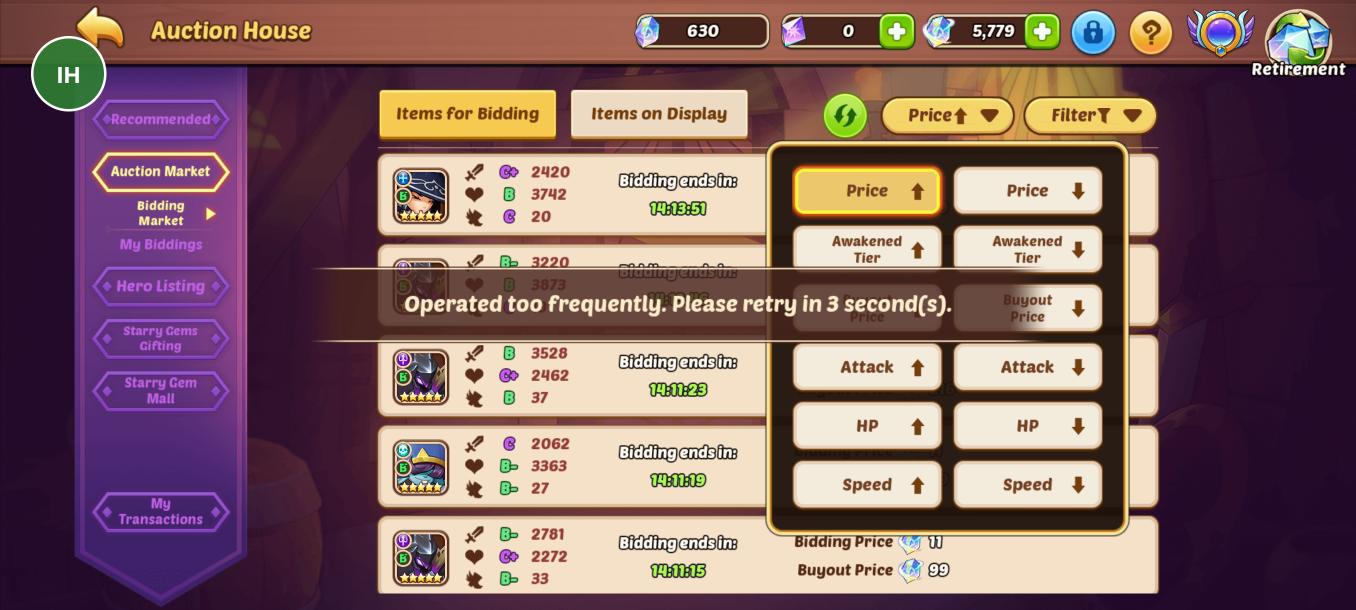 Auction House
630
0
5,779
Retirement
IH
Recommended
Auction Market
Bidding
Market
My Biddings
Hero Listing
Starry Gems
Gifting
Starry Gem
Mall
My
Transactions
Items for Bidding
Items on Display
Price
Filter
B
C+ 2420
B 3742
C 20
Bidding ends in:
14:13:51
B- 3220
3873
Bidding ends in:
B
B 3528
C+ 2462
B 37
Bidding ends in:
14:11:23
B
C 2062
B- 3363
B- 27
Bidding ends in:
14:11:19
B
B- 2781
C+ 2272
B- 33
Bidding ends in:
14:11:15
Bidding Price 11
Buyout Price 99
Price
Price
Awakened
Tier
Awakened
Tier
Buyout
Price
Attack
Attack
HP
HP
Speed
Speed
Operated too frequently. Please retry in 3 second(s).